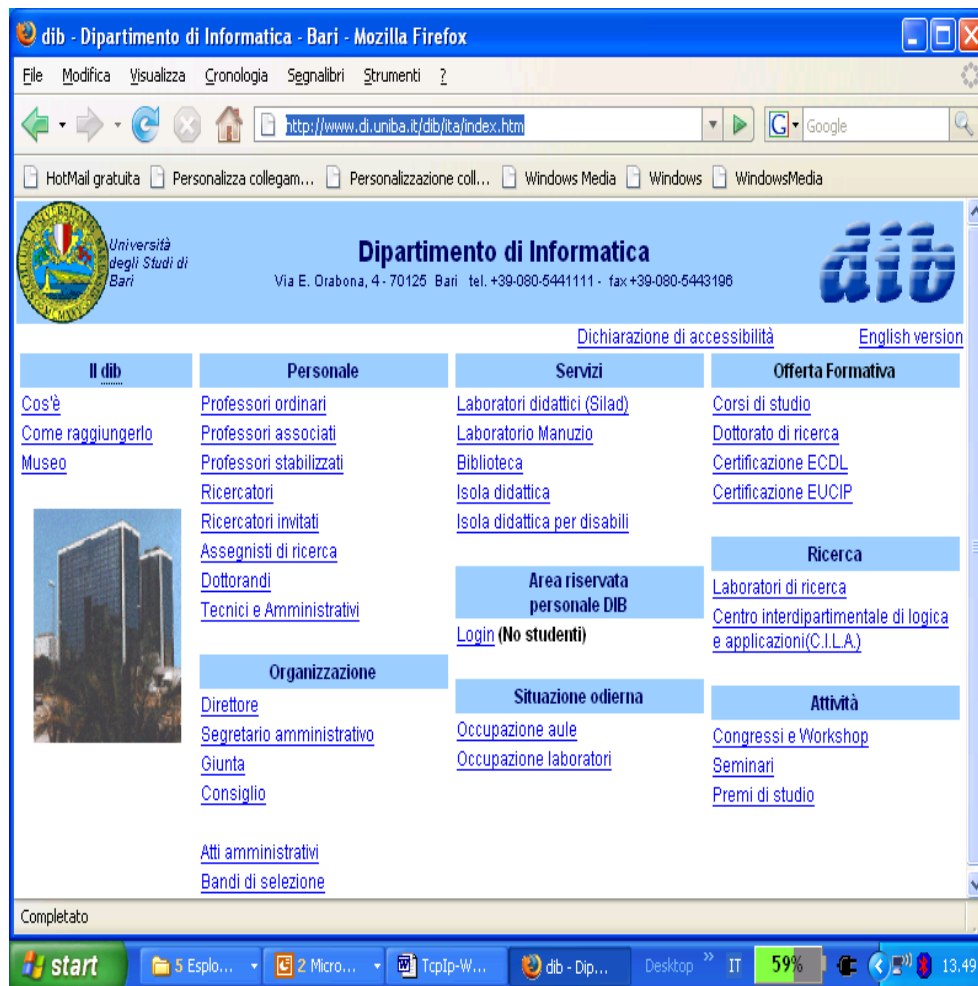 dib - Dipartimento di Informatica - Bari - Mozilla Firefox
File Modifica Visualizza Cronologia Segnalibri Strumenti ?
http://www.di.uniba.it/dib/ita/index.htm
G Google
HotMail gratuita Personalizza collegam... Personalizzazione coll... Windows Media Windows WindowsMedia
Università
degli Studi di
Bari
Dipartimento di Informatica
Via E. Orabona, 4 - 70125 Bari tel. +39-080-5441111 - fax +39-080-5443196
dib
Dichiarazione di accessibilità English version
Il dib
Cos'è
Come raggiungerlo
Museo
Personale
Professori ordinari
Professori associati
Professori stabilizzati
Ricercatori
Ricercatori invitati
Assegnisti di ricerca
Dottorandi
Tecnici e Amministrativi
Organizzazione
Direttore
Segretario amministrativo
Giunta
Consiglio
Atti amministrativi
Bandi di selezione
Servizi
Laboratori didattici (Silad)
Laboratorio Manuzio
Biblioteca
Isola didattica
Isola didattica per disabili
Area riservata
personale DIB
Login (No studenti)
Situazione odierna
Occupazione aule
Occupazione laboratori
Offerta Formativa
Corsi di studio
Dottorato di ricerca
Certificazione ECDL
Certificazione EUCIP
Ricerca
Laboratori di ricerca
Centro interdipartimentale di logica
e applicazioni(C.I.L.A.)
Attività
Congressi e Workshop
Seminari
Premi di studio
Completato
start 5 Esplo... 2 Micro... TcpIp-W... dib - Dip... Desktop » IT 59% 13.49